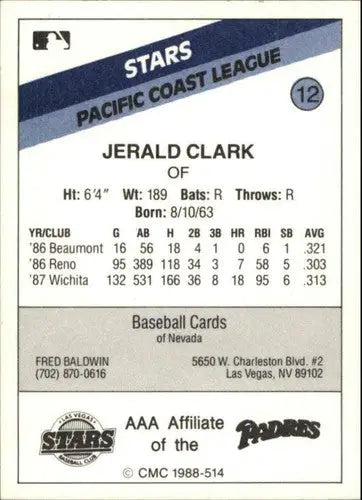 STARS
PACIFIC COAST LEAGUE
12
JERALD CLARK
OF
Ht: 6'4" Wt: 189 Bats: R Throws: R
Born: 8/10/63
YR/CLUB G AB H 2B 3B HR RBI SB AVG
'86 Beaumont 16 56 18 4 1 0 6 1 .321
'86 Reno 95 389 118 34 3 7 58 5 .303
'87 Wichita 132 531 166 36 8 18 95 6 .313
Baseball Cards
of Nevada
FRED BALDWIN 5650 W. Charleston Blvd. #2
(702) 870-0616 Las Vegas, NV 89102
LAS VEGAS
STARS
BASEBALL CLUB
AAA Affiliate
of the
PADRES
© CMC 1988-514